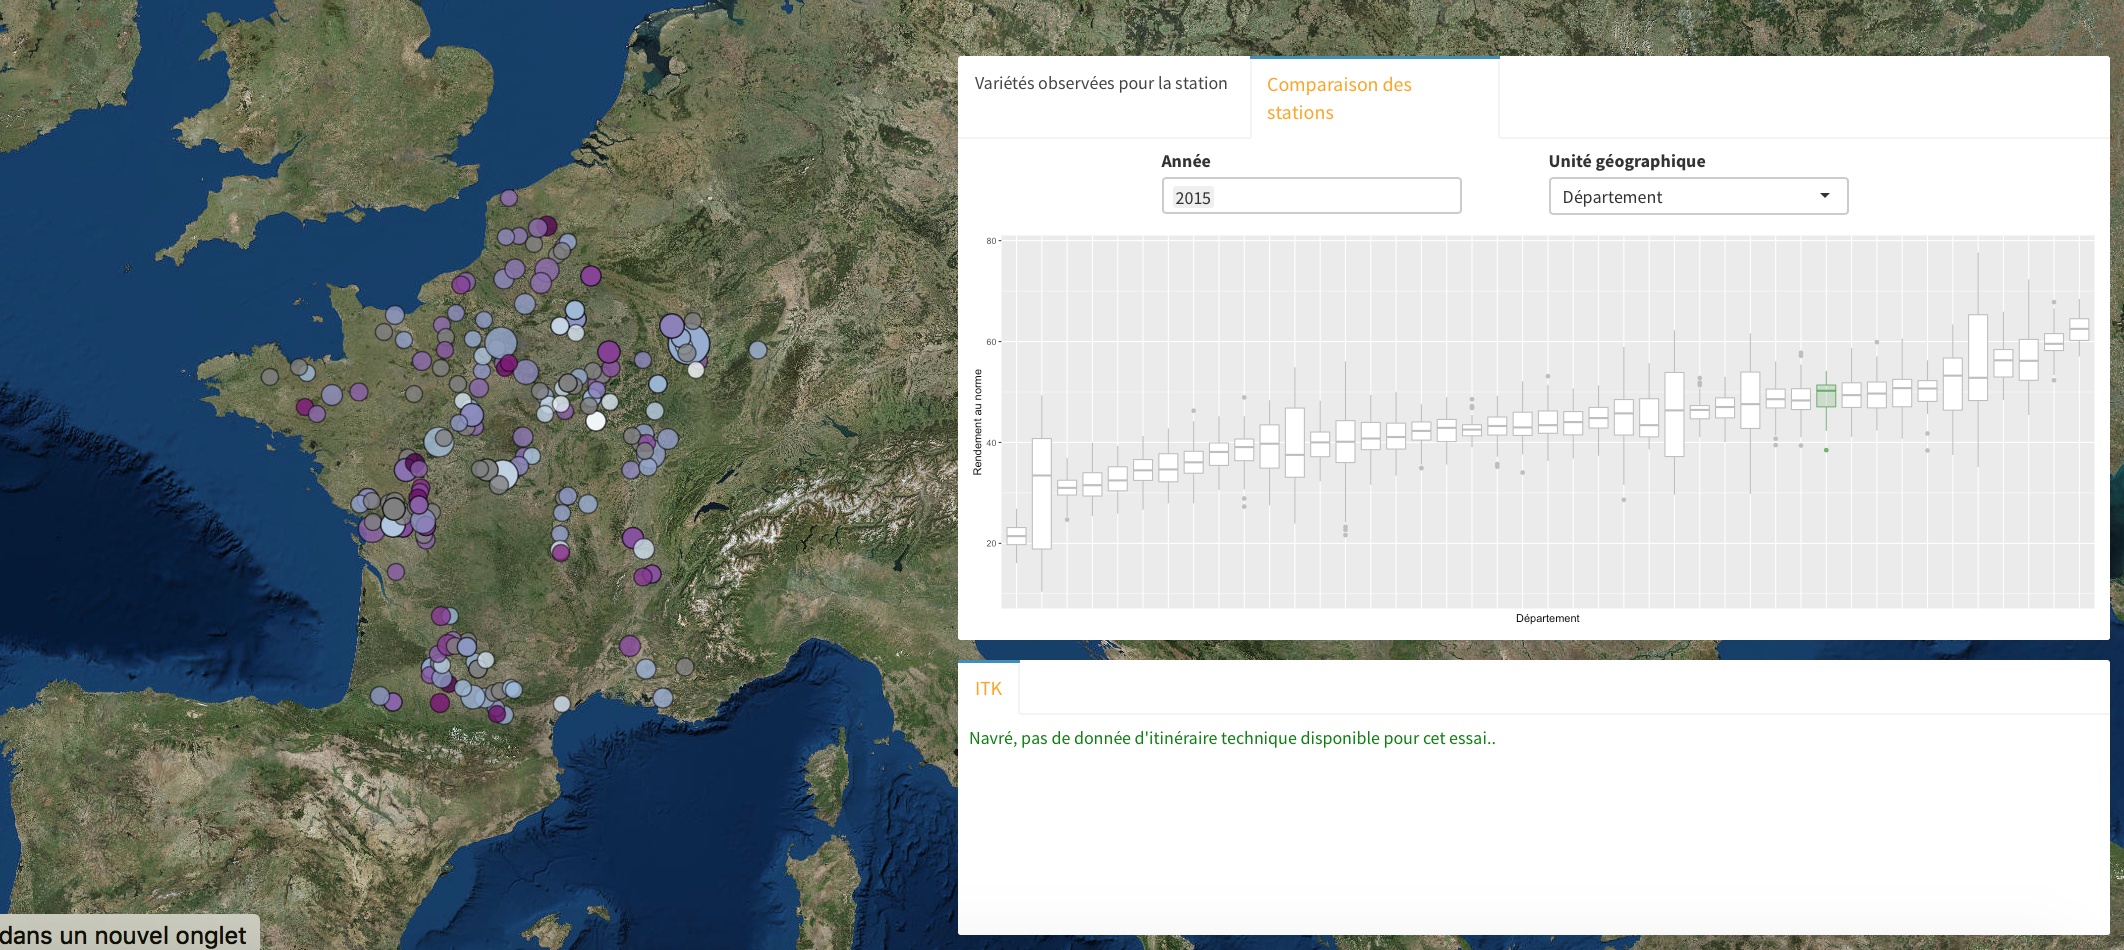 Variétés observées pour la station
Comparaison des
stations
Année
Unité géographique
2015
Département
80
60
40
20
Rendement au norme
Département
ITK
Navré, pas de donnée d'itinéraire technique disponible pour cet essai..
dans un nouvel onglet